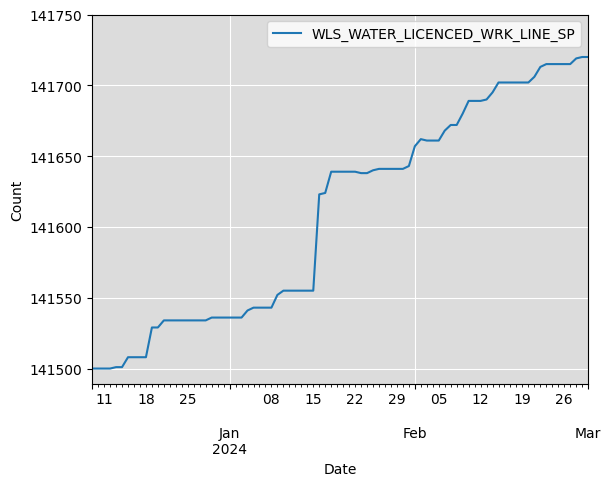 141750
WLS_WATER_LICENCED_WRK_LINE_SP
141700
141650
141600
141550
141500
Count
11 18 25 08 15 22 29 05 12 19 26
Jan Feb Mar
2024
Date